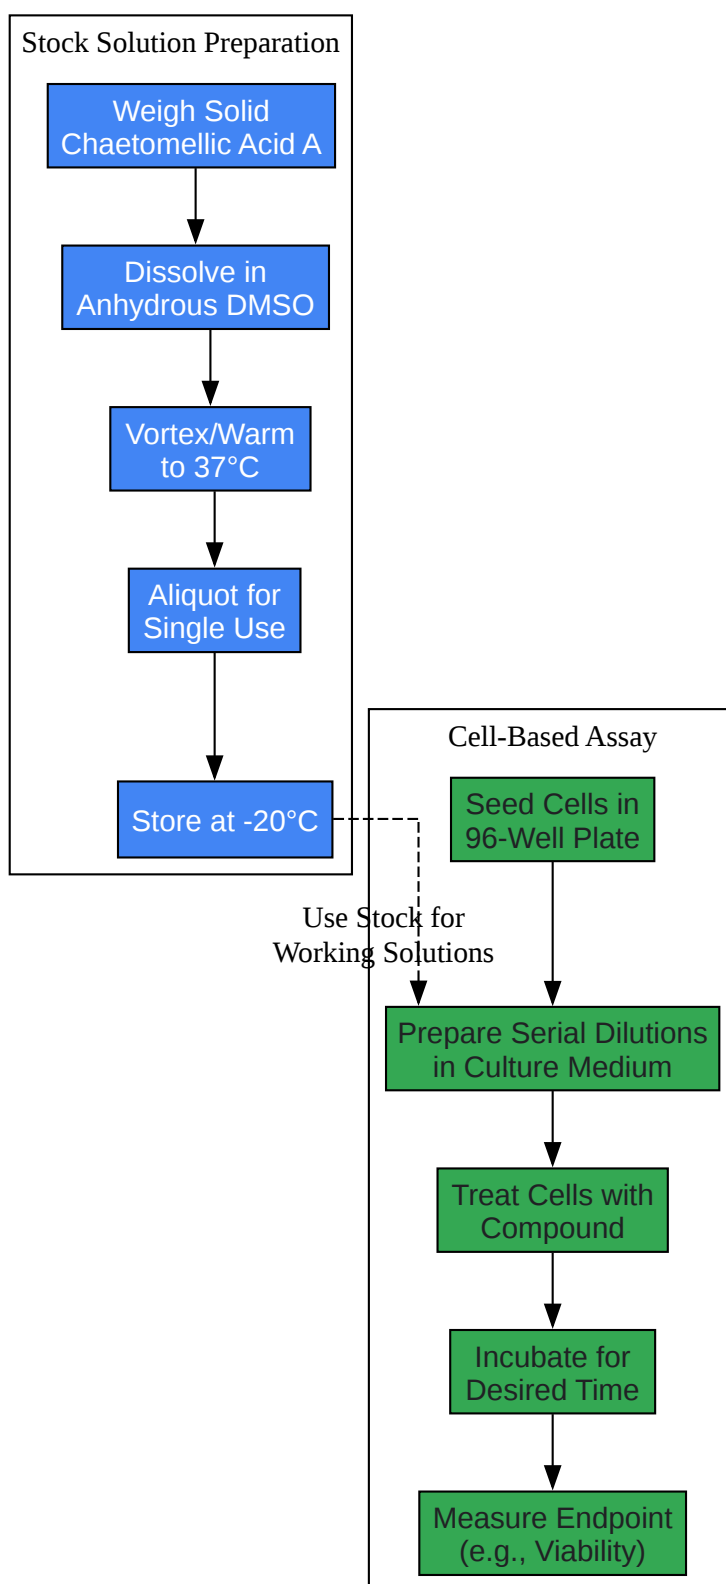 Stock Solution Preparation
Weigh Solid
Chaetomellic Acid A
Dissolve in
Anhydrous DMSO
Vortex/Warm
to 37°C
Aliquot for
Single Use
Store at -20°C
Use Stock for
Working Solutions
Cell-Based Assay
Seed Cells in
96-Well Plate
Prepare Serial Dilutions
in Culture Medium
Treat Cells with
Compound
Incubate for
Desired Time
Measure Endpoint
(e.g., Viability)